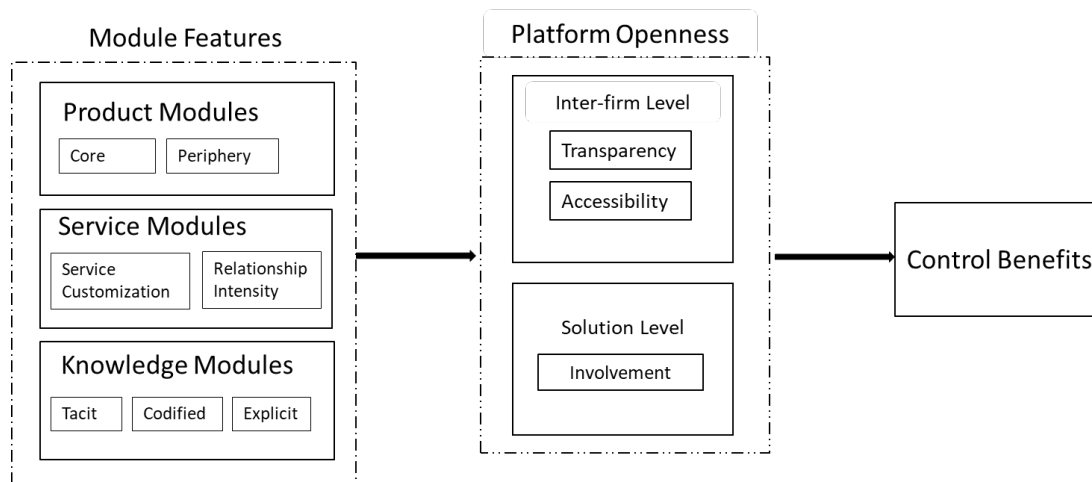 Module Features
Product Modules
Core
Periphery
Service Modules
Service
Customization
Relationship
Intensity
Knowledge Modules
Tacit
Codified
Explicit
Platform Openness
Inter-firm Level
Transparency
Accessibility
Solution Level
Involvement
Control Benefits